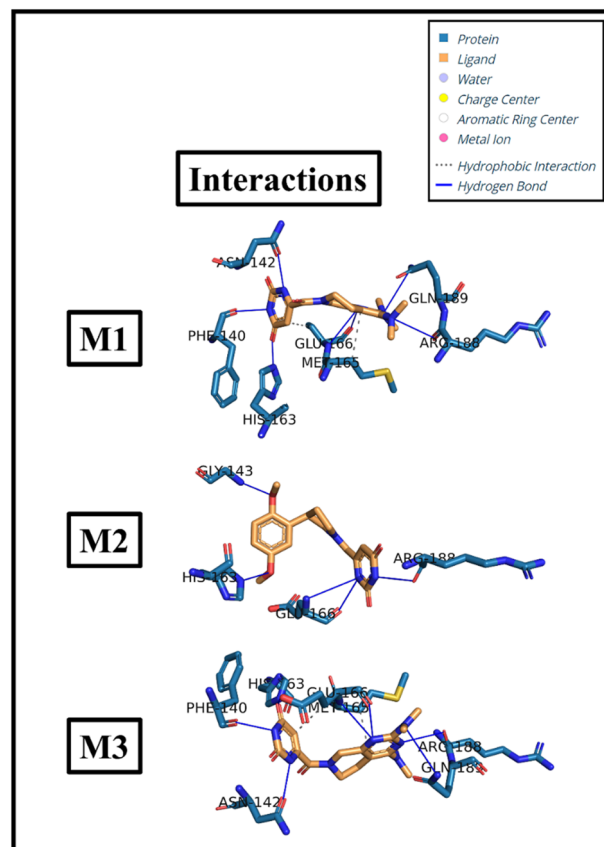 Protein
Ligand
Water
Charge Center
Aromatic Ring Center
Metal Ion
Hydrophobic Interaction
Hydrogen Bond
Interactions
M1
ASN-142
GLN-189
PHE-140
GLU-166
ARG-188
MET-165
HIS-163
M2
GLY-143
ARG-188
HIS-163
GLU-166
M3
HIS-163
GLU-166
PHE-140
MET-165
ARG-188
GLN-189
ASN-142